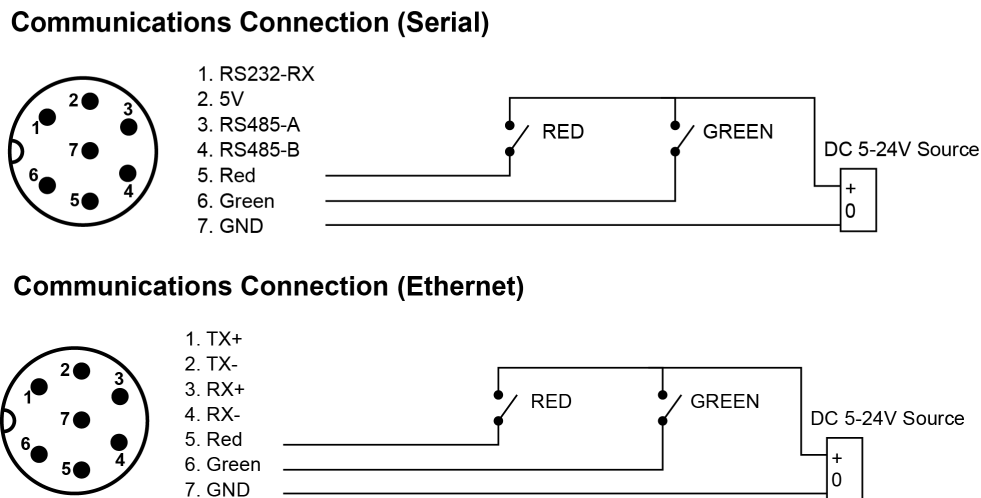 Communications Connection (Serial)
1
2
3
4
5
6
7
1. RS232-RX
2. 5V
3. RS485-A
4. RS485-B
5. Red
6. Green
7. GND
RED
GREEN
DC 5-24V Source
+
0
Communications Connection (Ethernet)
1
2
3
4
5
6
7
1. TX+
2. TX-
3. RX+
4. RX-
5. Red
6. Green
7. GND
RED
GREEN
DC 5-24V Source
+
0